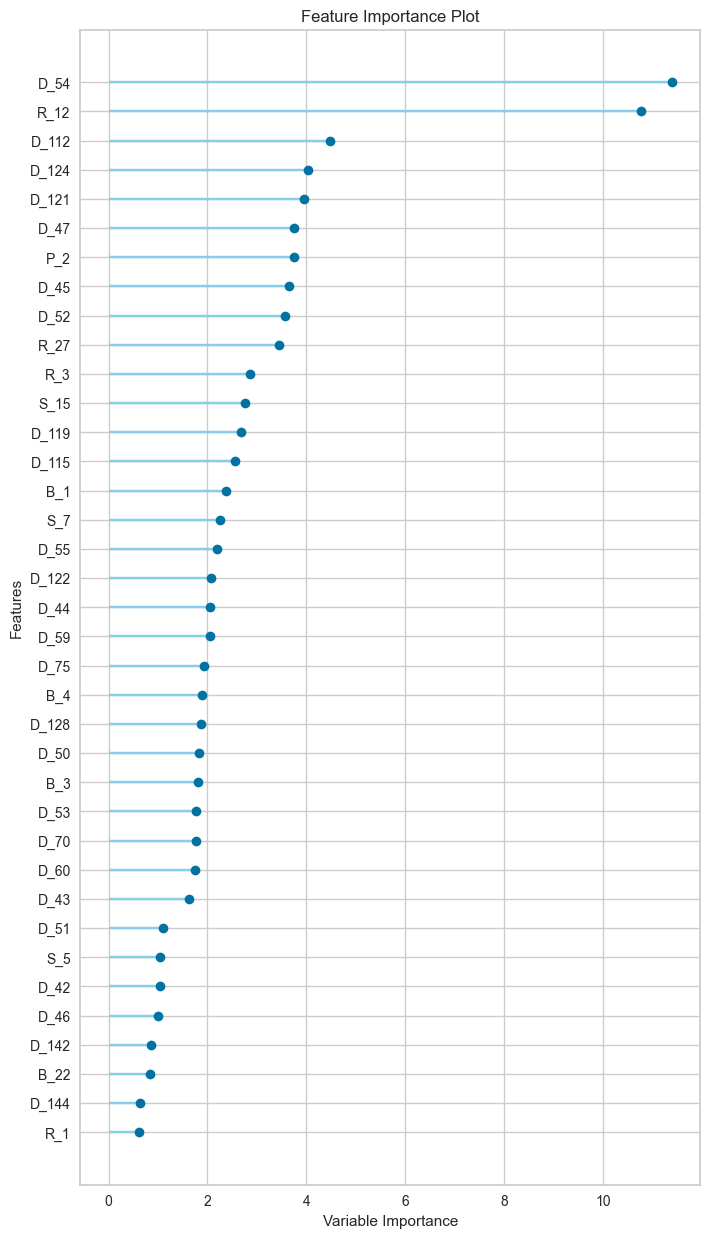 Feature Importance Plot
D_54
R_12
D_112
D_124
D_121
D_47
P_2
D_45
D_52
R_27
R_3
S_15
D_119
D_115
B_1
S_7
D_55
D_122
D_44
D_59
D_75
B_4
D_128
D_50
B_3
D_53
D_70
D_60
D_43
D_51
S_5
D_42
D_46
D_142
B_22
D_144
R_1
Features
0 2 4 6 8 10
Variable Importance